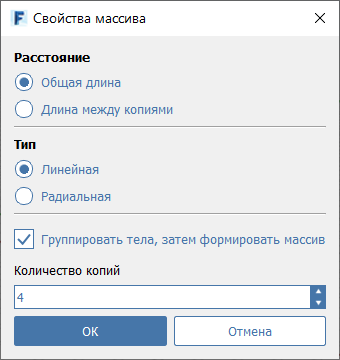 Свойства массива
Расстояние
Общая длина
Длина между копиями
Тип
Линейная
Радиальная
Группировать тела, затем формировать массив
Количество копий
4
ОК
Отмена